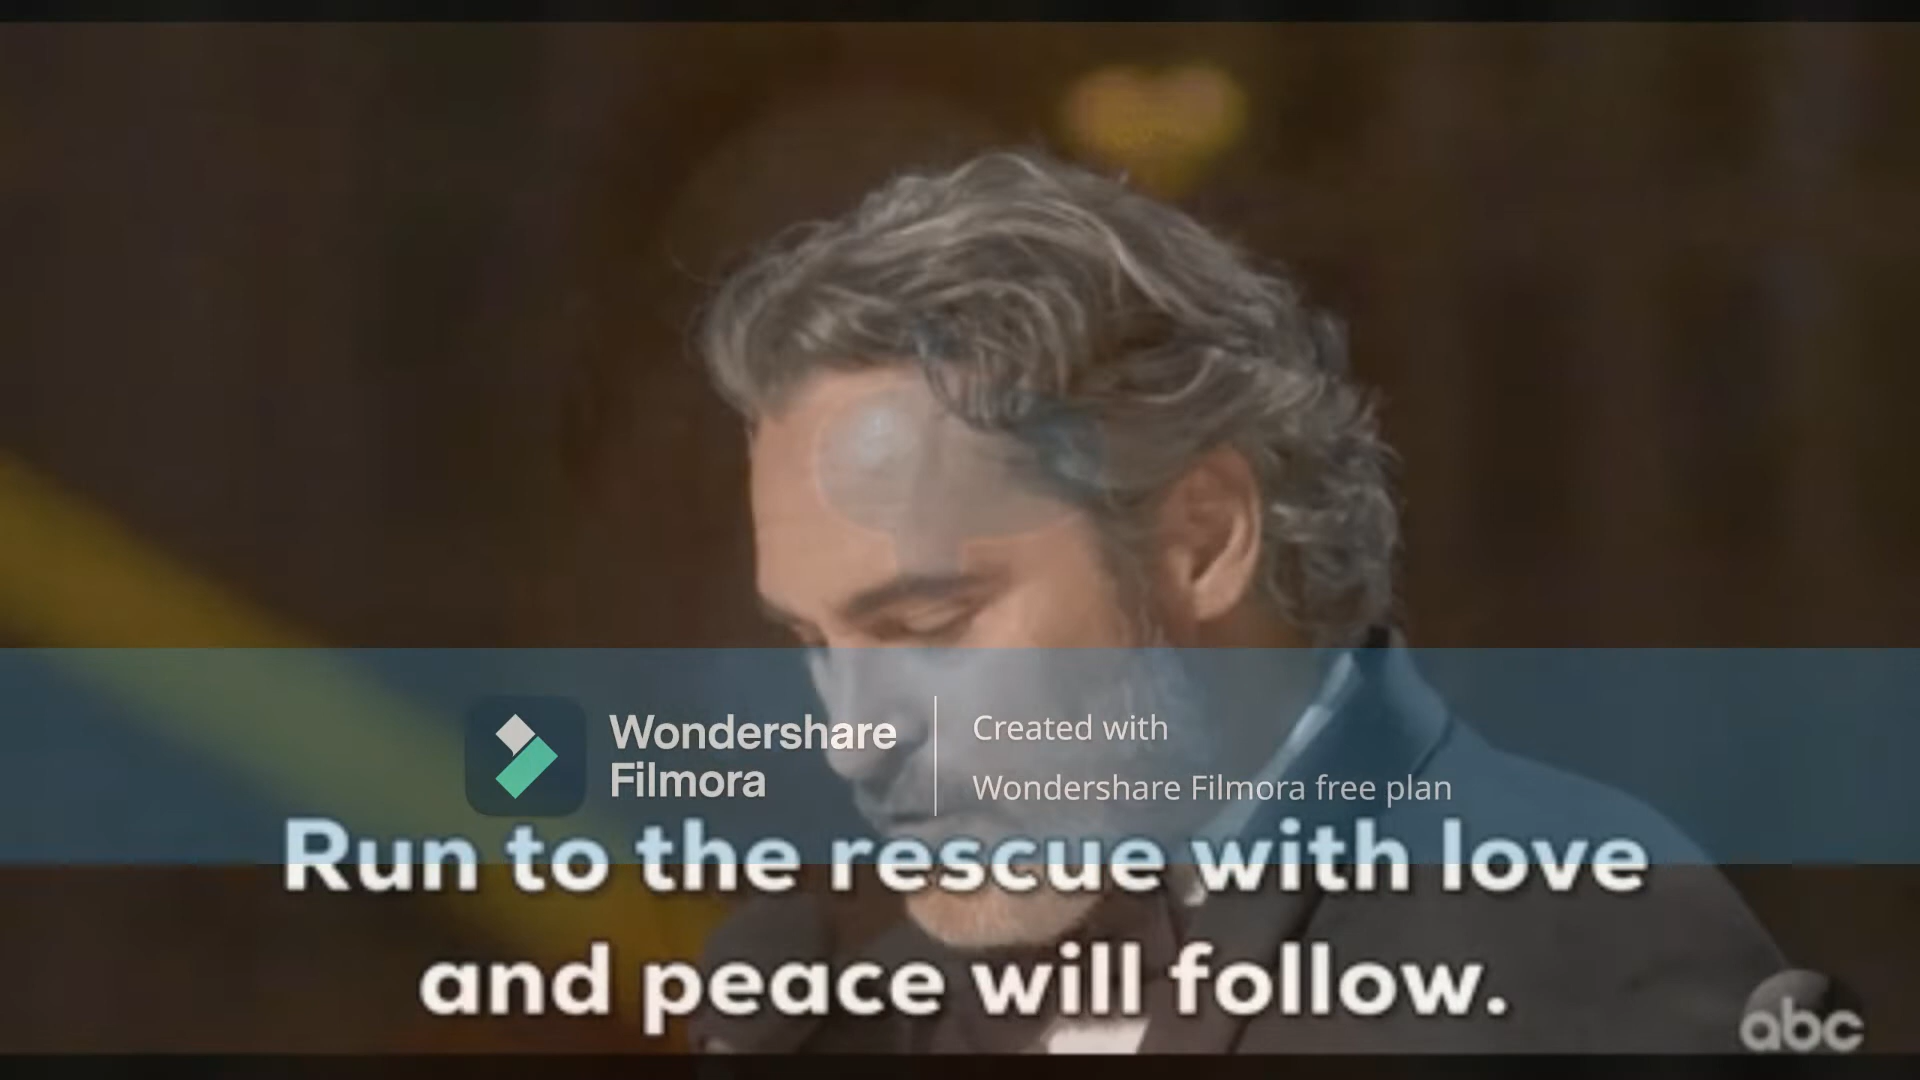 Wondershare
Filmora
Created with
Wondershare Filmora free plan
Run to the rescue with love
and peace will follow.
abc